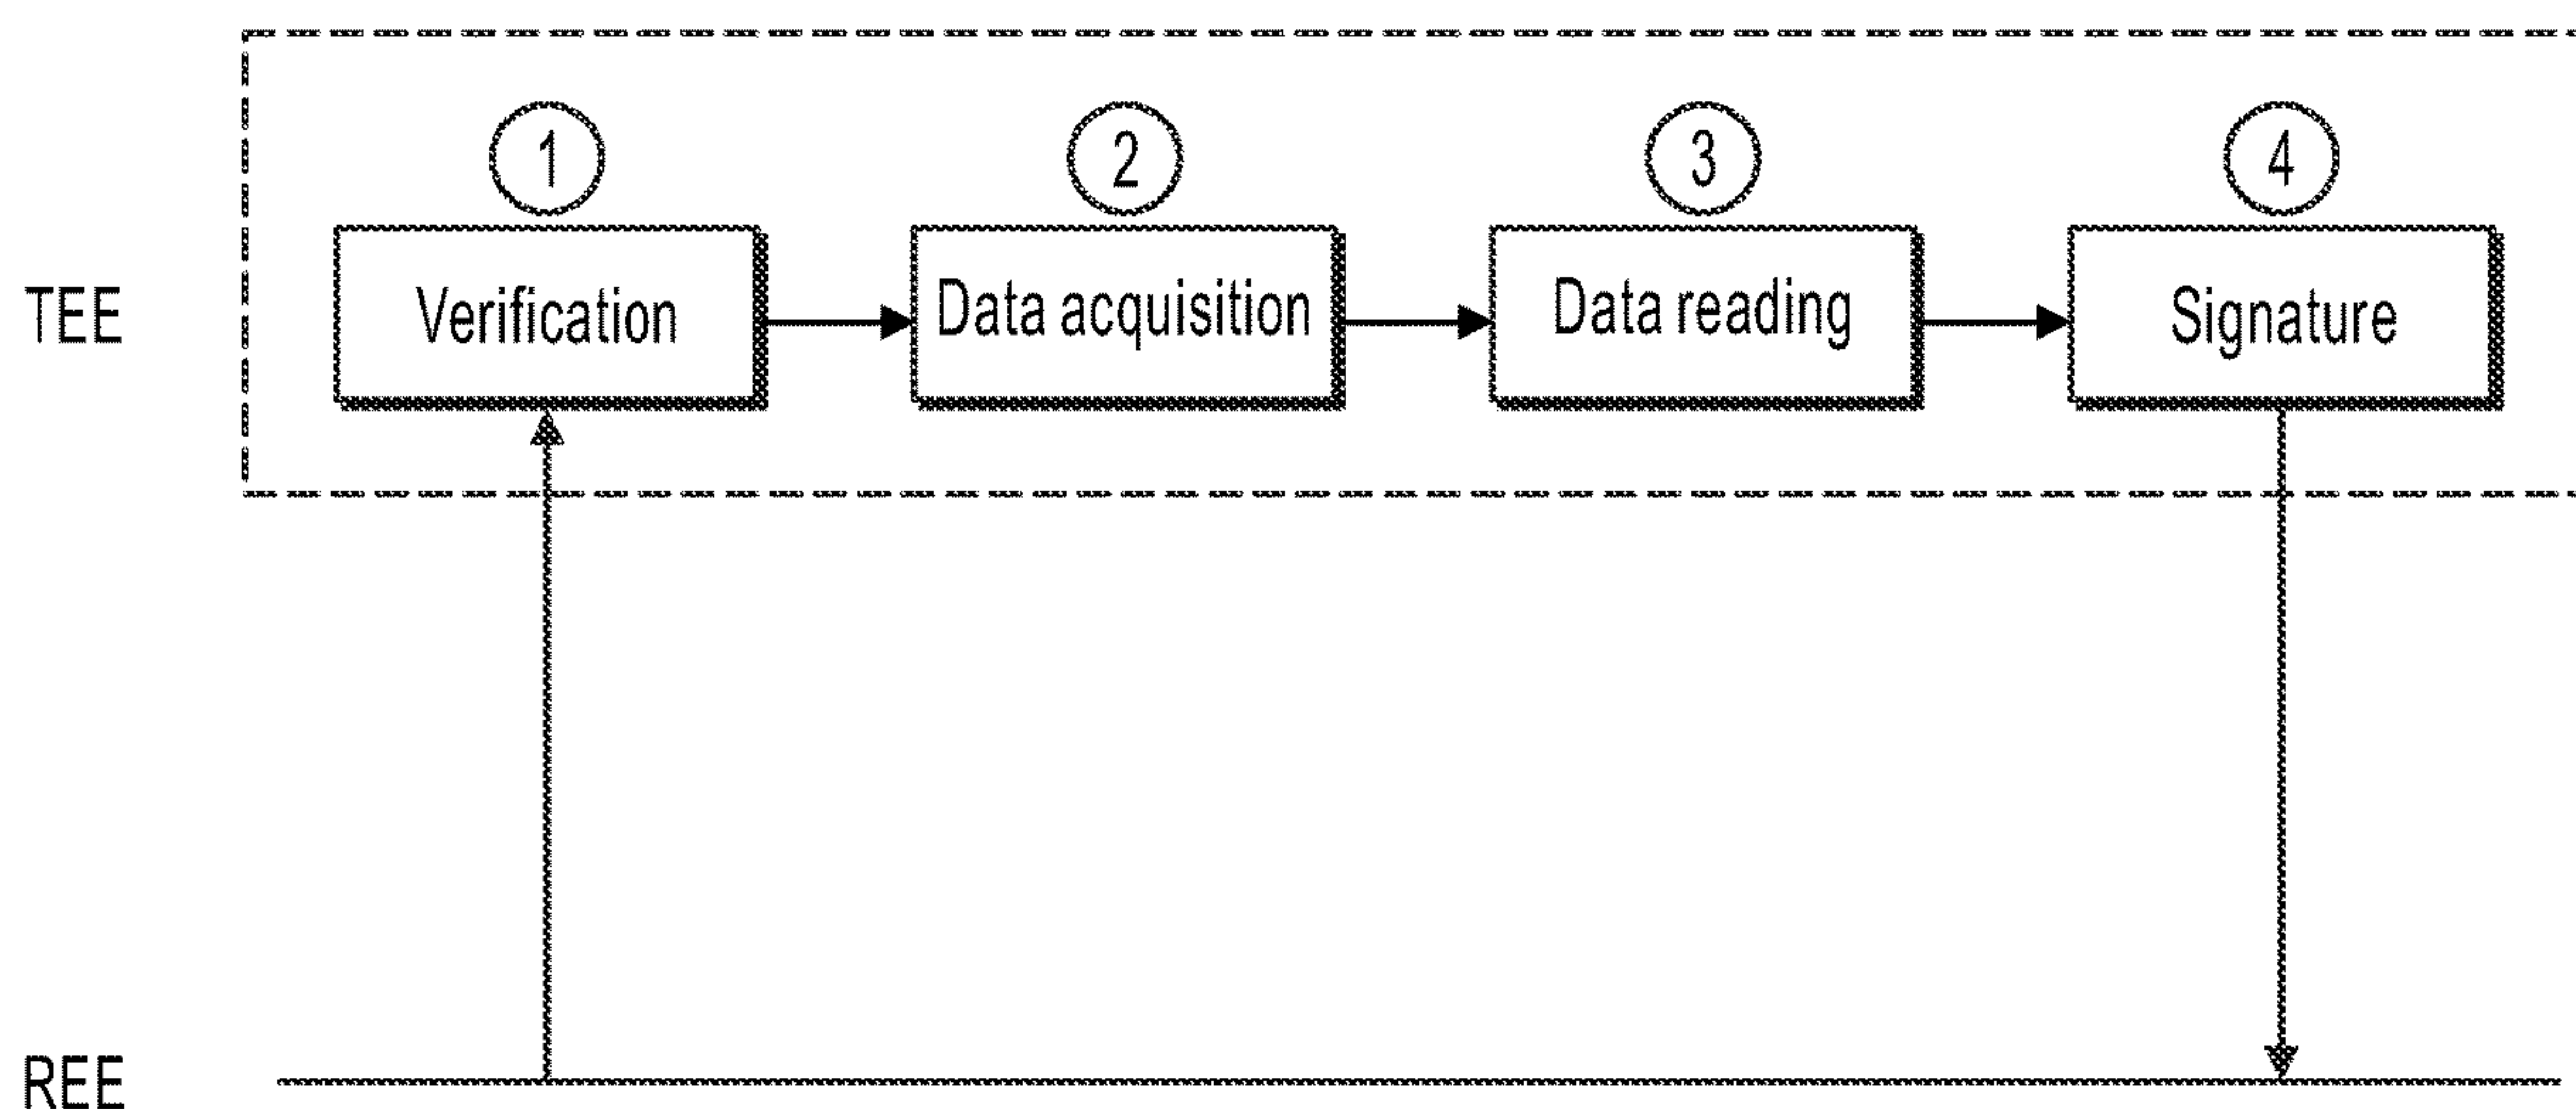 1
2
3
4
TEE
Verification
Data acquisition
Data reading
Signature
REE